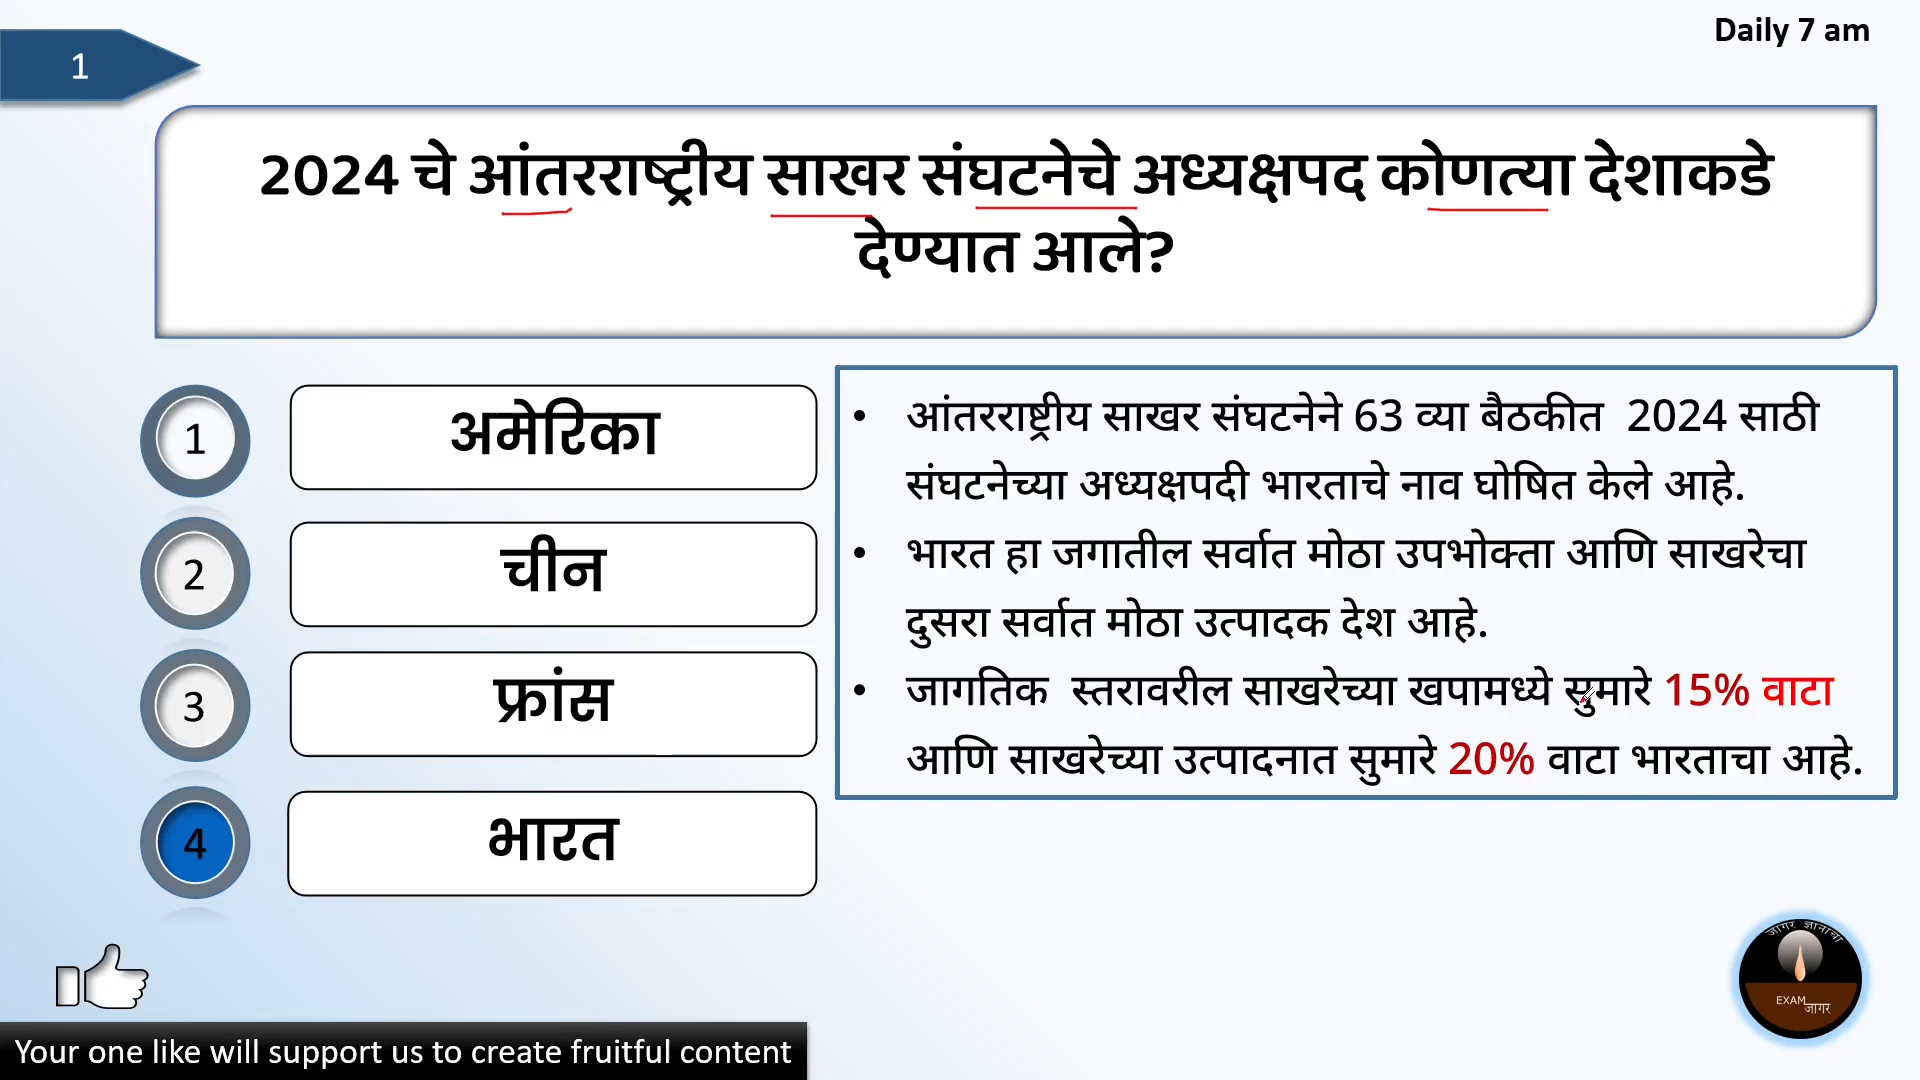 Daily 7 am
1
2024 चे आंतरराष्ट्रीय साखर संघटनेचे अध्यक्षपद कोणत्या देशाकडे
देण्यात आले?
1 अमेरिका
2 चीन
3 फ्रांस
4 भारत
• आंतरराष्ट्रीय साखर संघटनेने 63 व्या बैठकीत 2024 साठी
संघटनेच्या अध्यक्षपदी भारताचे नाव घोषित केले आहे.
• भारत हा जगातील सर्वात मोठा उपभोक्ता आणि साखरेचा
दुसरा सर्वात मोठा उत्पादक देश आहे.
• जागतिक स्तरावरील साखरेच्या खपामध्ये सुमारे 15% वाटा
आणि साखरेच्या उत्पादनात सुमारे 20% वाटा भारताचा आहे.
जागर ज्ञानाचा
EXAM
जागर
Your one like will support us to create fruitful content